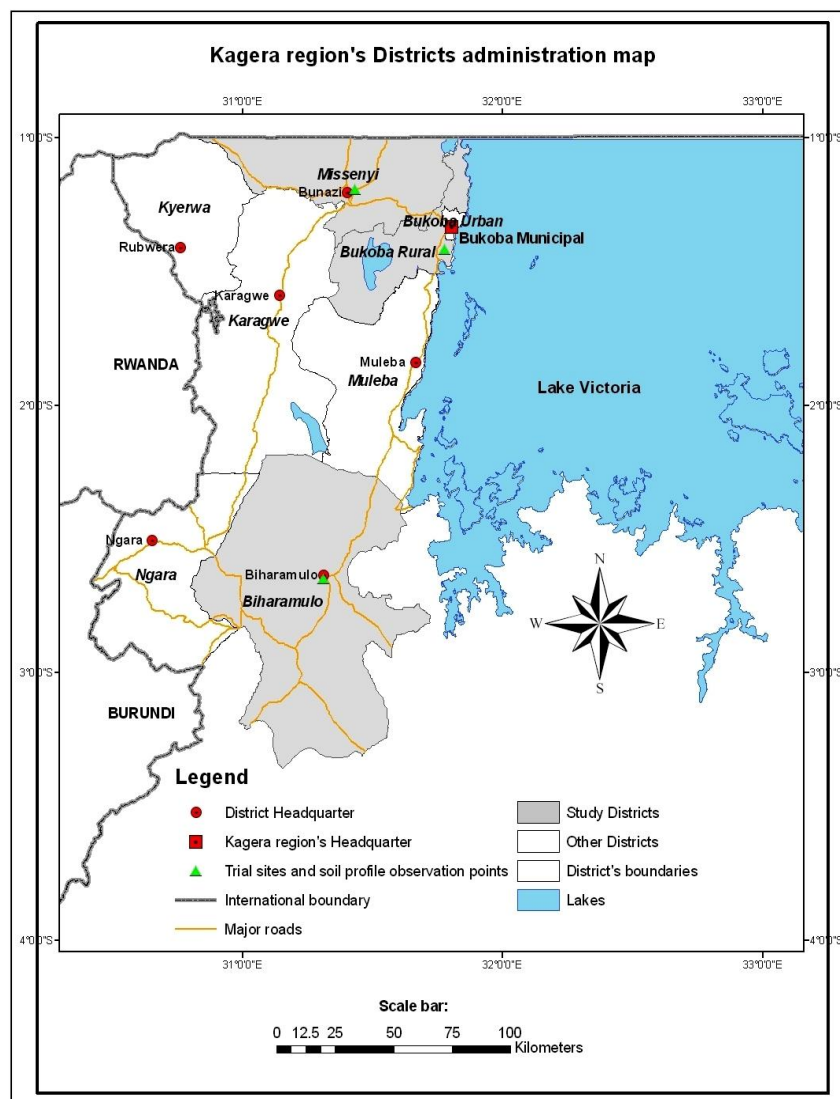 Kagera region's Districts administration map
31°0'0"E 32°0'0"E 33°0'0"E
1°0'0"S 1°0'0"S
Missenyi
Bunazi
Kyerwa
Bukoba Urban
Bukoba Municipal
Rubwera
Bukoba Rural
Karagwe
Karagwe
RWANDA
Muleba
Muleba
Lake Victoria
2°0'0"S 2°0'0"S
Ngara
Ngara
Biharamulo
Biharamulo
N
W E
S
3°0'0"S 3°0'0"S
BURUNDI
Legend
District Headquarter
Kagera region's Headquarter
Trial sites and soil profile observation points
International boundary
Major roads
Study Districts
Other Districts
District's boundaries
Lakes
4°0'0"S 4°0'0"S
31°0'0"E 32°0'0"E 33°0'0"E
Scale bar:
0 12.5 25 50 75 100
Kilometers